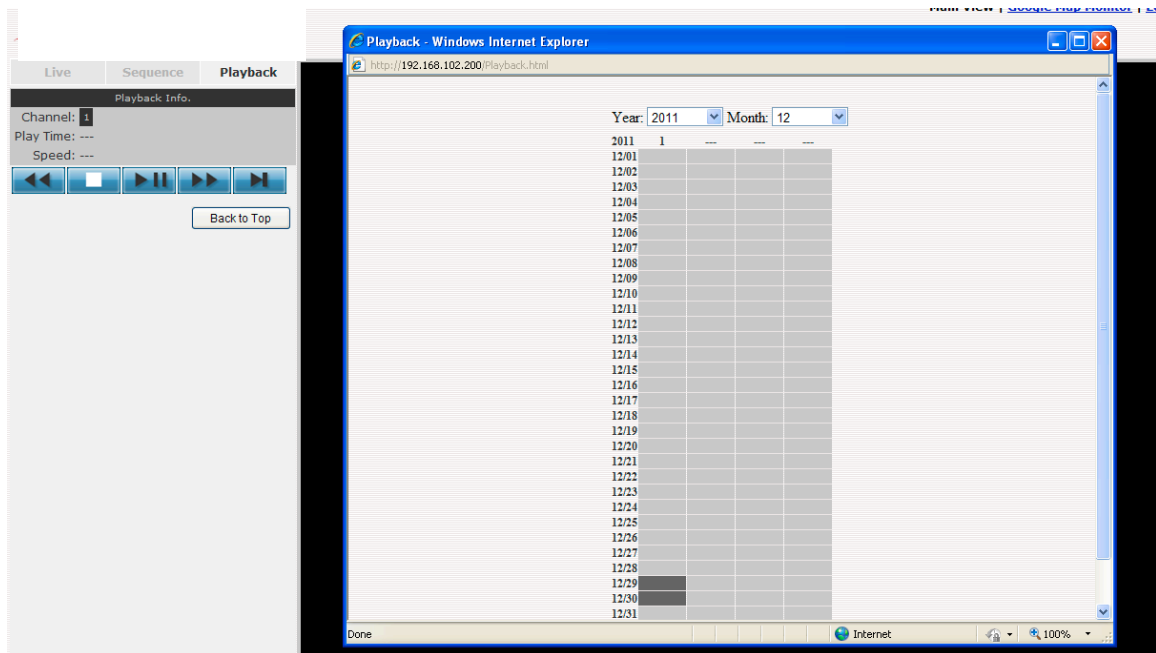 Main View | Google Map Monitor |
Live Sequence Playback
Playback Info.
Channel: 1
Play Time: ---
Speed: ---
Back to Top
Playback - Windows Internet Explorer
http://192.168.102.200/Playback.html
Year: 2011 Month: 12
2011 1 --- --- ---
12/01
12/02
12/03
12/04
12/05
12/06
12/07
12/08
12/09
12/10
12/11
12/12
12/13
12/14
12/15
12/16
12/17
12/18
12/19
12/20
12/21
12/22
12/23
12/24
12/25
12/26
12/27
12/28
12/29
12/30
12/31
Done Internet 100%